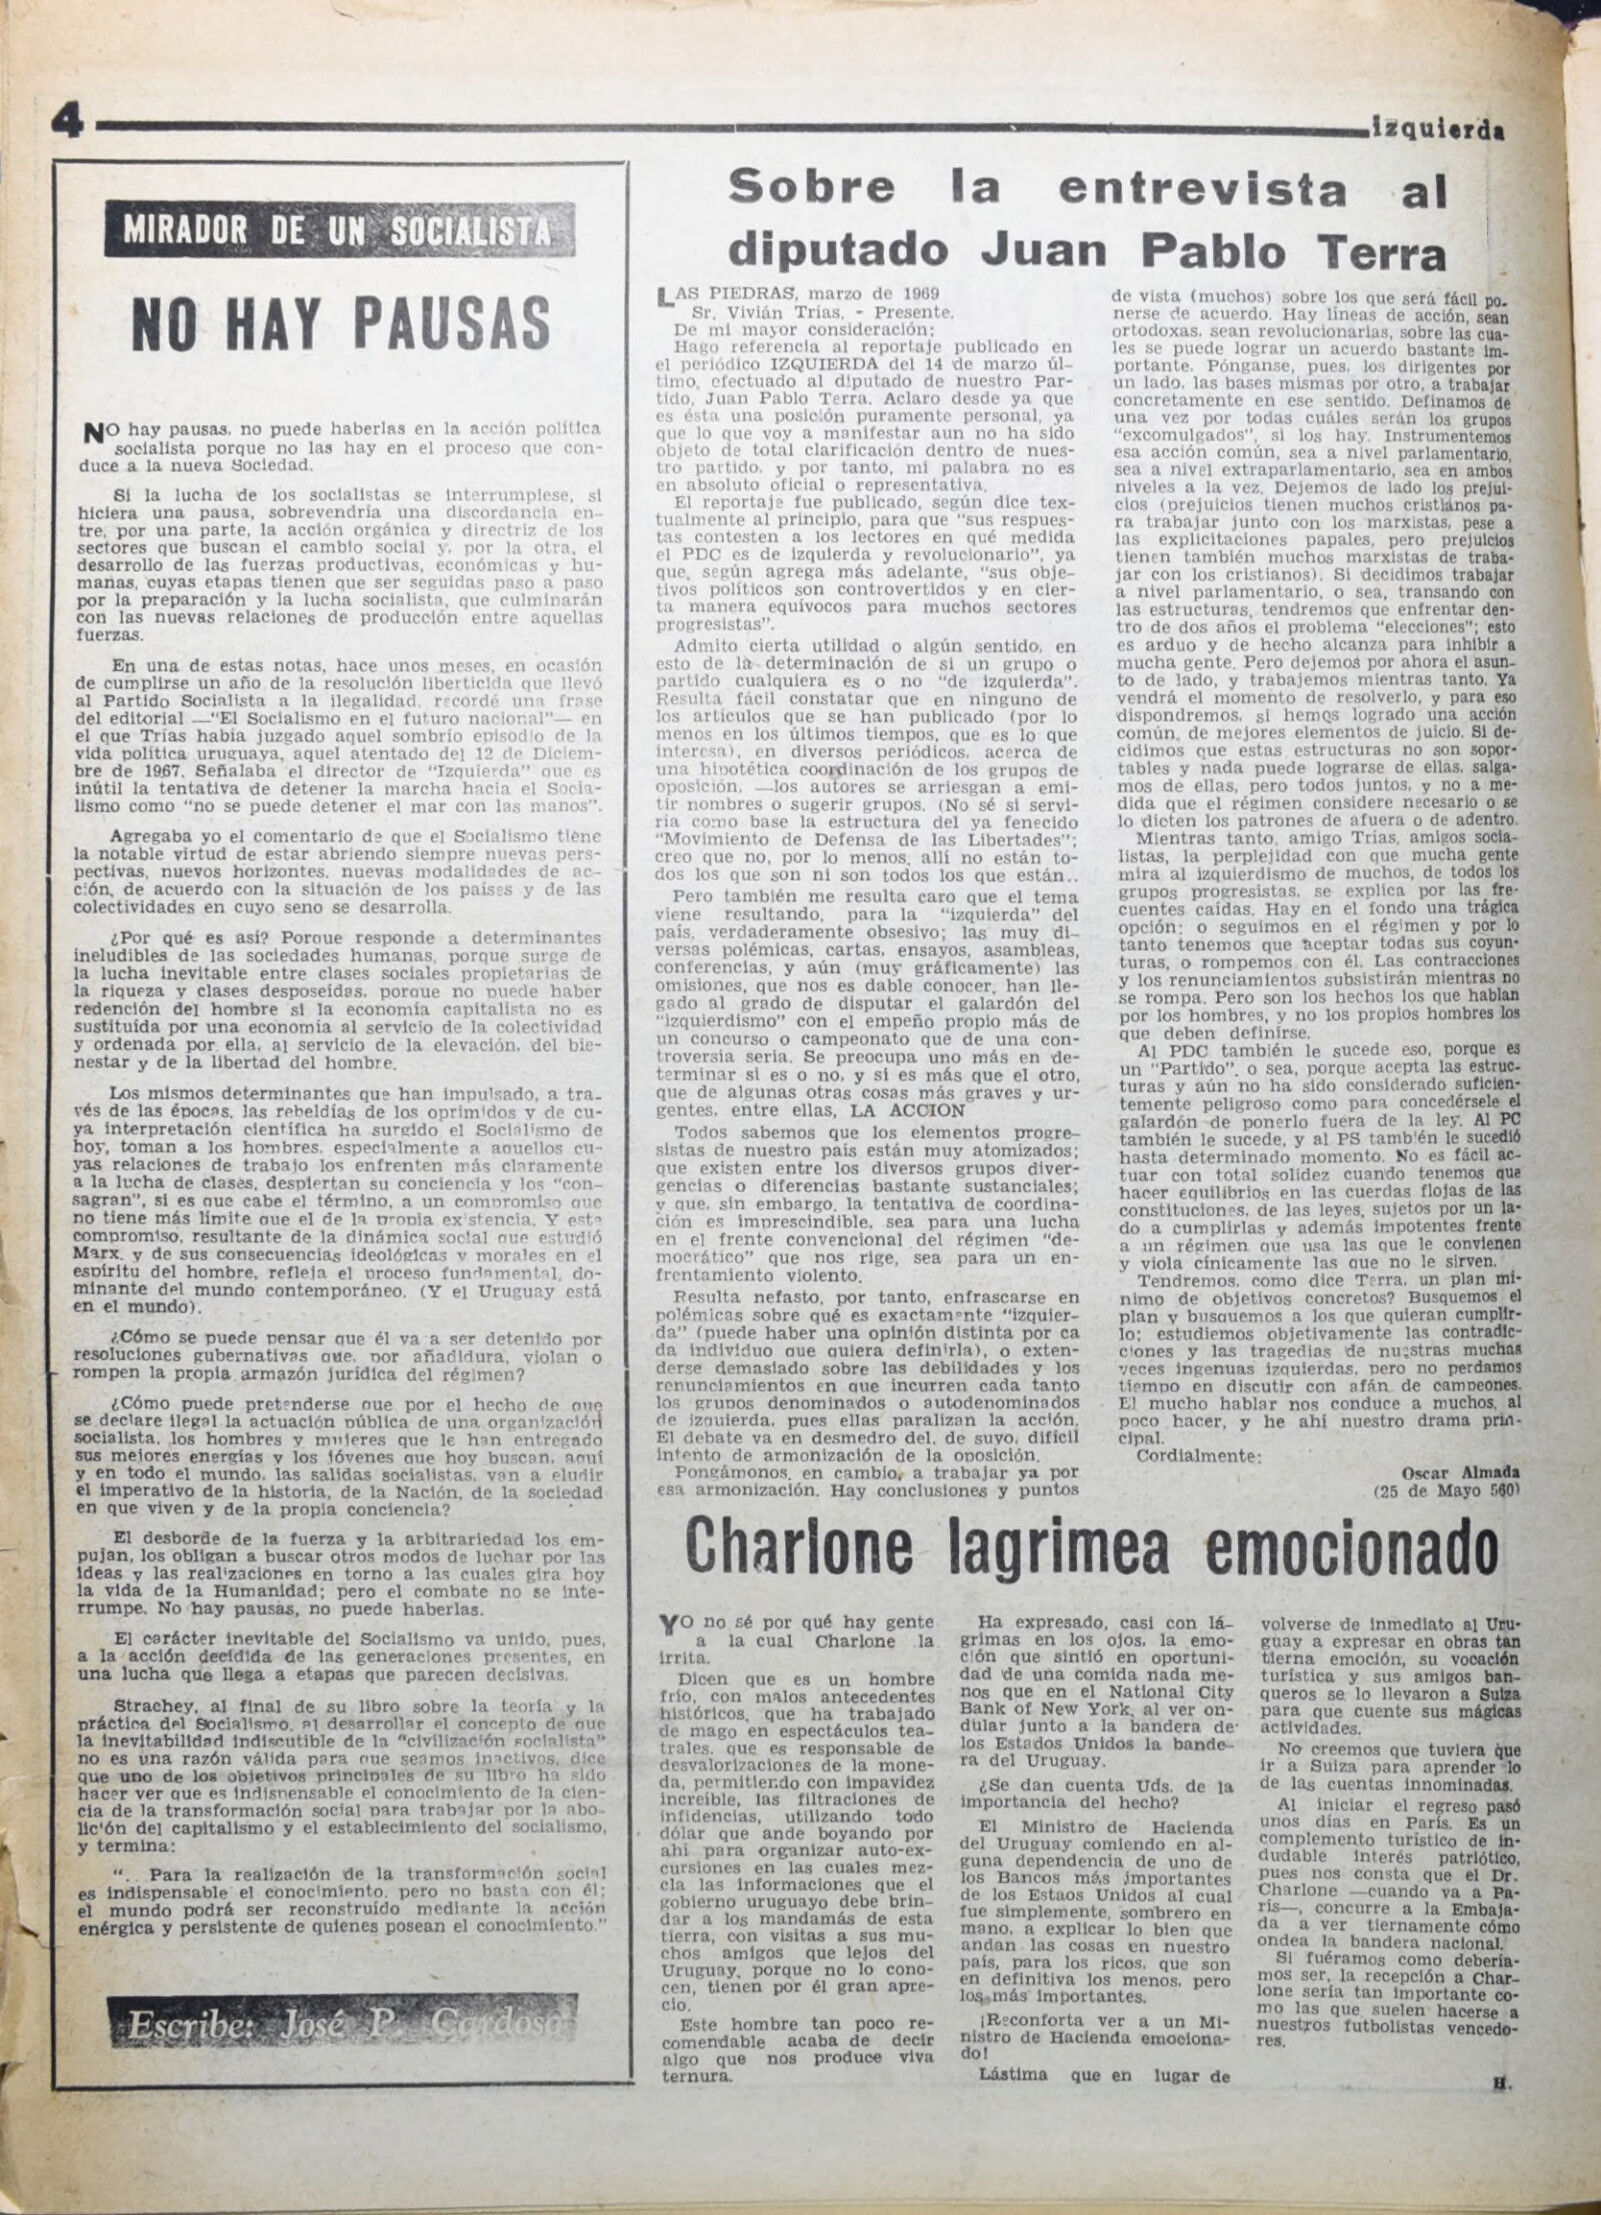 4
izquierda
MIRADOR DE UN SOCIALISTA
NO HAY PAUSAS
NO hay pausas, no puede haberlas en la acción política
socialista porque no las hay en el proceso que con-
duce a la nueva Sociedad.
Si la lucha de los socialistas se interrumpiese, si
hiciera una pausa, sobrevendría una discordancia en-
tre, por una parte, la acción orgánica y directriz de los
sectores que buscan el cambio social y, por la otra, el
desarrollo de las fuerzas productivas, económicas y hu-
manas, cuyas etapas tienen que ser seguidas paso a paso
por la preparación y la lucha socialista, que culminarán
con las nuevas relaciones de producción entre aquellas
fuerzas.
En una de estas notas, hace unos meses, en ocasión
de cumplirse un año de la resolución liberticida que llevó
al Partido Socialista a la ilegalidad, recordé una frase
del editorial —"El Socialismo en el futuro nacional"— en
el que Trías había juzgado aquel sombrío episodio de la
vida política uruguaya, aquel atentado del 12 de Diciem-
bre de 1967. Señalaba el director de "Izquierda" que es
inútil la tentativa de detener la marcha hacia el Socia-
lismo como "no se puede detener el mar con las manos".
Agregaba yo el comentario de que el Socialismo tiene
la notable virtud de estar abriendo siempre nuevas pers-
pectivas, nuevos horizontes, nuevas modalidades de ac-
ción, de acuerdo con la situación de los países y de las
colectividades en cuyo seno se desarrolla.
¿Por qué es así? Porque responde a determinantes
ineludibles de las sociedades humanas, porque surge de
la lucha inevitable entre clases sociales propietarias de
la riqueza y clases desposeídas, porque no puede haber
redención del hombre si la economía capitalista no es
sustituída por una economía al servicio de la colectividad
y ordenada por ella, al servicio de la elevación, del bie-
nestar y de la libertad del hombre.
Los mismos determinantes que han impulsado, a tra-
vés de las épocas, las rebeldías de los oprimidos y de cu-
ya interpretación científica ha surgido el Socialismo de
hoy, toman a los hombres, especialmente a aquellos cu-
yas relaciones de trabajo los enfrenten más claramente
a la lucha de clases, despiertan su conciencia y los "con-
sagran", si es que cabe el término, a un compromiso que
no tiene más límite que el de la propia existencia. Y este
compromiso, resultante de la dinámica social que estudió
Marx, y de sus consecuencias ideológicas y morales en el
espíritu del hombre, refleja el proceso fundamental, do-
minante del mundo contemporáneo. (Y el Uruguay está
en el mundo).
¿Cómo se puede pensar que él va a ser detenido por
resoluciones gubernativas que, por añadidura, violan o
rompen la propia armazón jurídica del régimen?
¿Cómo puede pretenderse que por el hecho de que
se declare ilegal la actuación pública de una organización
socialista, los hombres y mujeres que le han entregado
sus mejores energías y los jóvenes que hoy buscan, aquí
y en todo el mundo, las salidas socialistas, van a eludir
el imperativo de la historia, de la Nación, de la sociedad
en que viven y de la propia conciencia?
El desborde de la fuerza y la arbitrariedad los em-
pujan, los obligan a buscar otros modos de luchar por las
ideas y las realizaciones en torno a las cuales gira hoy
la vida de la Humanidad; pero el combate no se inte-
rrumpe. No hay pausas, no puede haberlas.
El carácter inevitable del Socialismo va unido, pues,
a la acción decidida de las generaciones presentes, en
una lucha que llega a etapas que parecen decisivas.
Strachey, al final de su libro sobre la teoría y la
práctica del Socialismo, al desarrollar el concepto de que
la inevitabilidad indiscutible de la "civilización socialista"
no es una razón válida para que seamos inactivos, dice
que uno de los objetivos principales de su libro ha sido
hacer ver que es indispensable el conocimiento de la cien-
cia de la transformación social para trabajar por la abo-
lición del capitalismo y el establecimiento del socialismo,
y termina:
".. Para la realización de la transformación social
es indispensable el conocimiento, pero no basta con él;
el mundo podrá ser reconstruido mediante la acción
enérgica y persistente de quienes posean el conocimiento."
Escribe: José P. Cardoso
Sobre la entrevista al
diputado Juan Pablo Terra
LAS PIEDRAS, marzo de 1969
Sr. Vivián Trias. - Presente.
De mi mayor consideración:
Hago referencia al reportaje publicado en
el periódico IZQUIERDA del 14 de marzo úl-
timo, efectuado al diputado de nuestro Par-
tido, Juan Pablo Terra. Aclaro desde ya que
es ésta una posición puramente personal, ya
que lo que voy a manifestar aun no ha sido
objeto de total clarificación dentro de nues-
tro partido, y por tanto, mi palabra no es
en absoluto oficial o representativa.
El reportaje fue publicado, según dice tex-
tualmente al principio, para que "sus respues-
tas contesten a los lectores en qué medida
el PDC es de izquierda y revolucionario", ya
que, según agrega más adelante, "sus obje-
tivos políticos son controvertidos y en cier-
ta manera equívocos para muchos sectores
progresistas".
Admito cierta utilidad o algún sentido, en
esto de la determinación de si un grupo o
partido cualquiera es o no "de izquierda".
Resulta fácil constatar que en ninguno de
los artículos que se han publicado (por lo
menos en los últimos tiempos, que es lo que
interesa), en diversos periódicos, acerca de
una hipotética coordinación de los grupos de
oposición, —los autores se arriesgan a emi-
tir nombres o sugerir grupos. (No sé si servi-
ría como base la estructura del ya fenecido
"Movimiento de Defensa de las Libertades";
creo que no, por lo menos, allí no están to-
dos los que son ni son todos los que están..
Pero también me resulta caro que el tema
viene resultando, para la "izquierda" del
país, verdaderamente obsesivo; las muy di-
versas polémicas, cartas, ensayos, asambleas,
conferencias, y aún (muy gráficamente) las
omisiones, que nos es dable conocer, han lle-
gado al grado de disputar el galardón del
"izquierdismo" con el empeño propio más de
un concurso o campeonato que de una con-
troversia seria. Se preocupa uno más en de-
terminar si es o no, y si es más que el otro,
que de algunas otras cosas más graves y ur-
gentes, entre ellas, LA ACCION
Todos sabemos que los elementos progre-
sistas de nuestro país están muy atomizados;
que existen entre los diversos grupos diver-
gencias o diferencias bastante sustanciales;
y que, sin embargo, la tentativa de coordina-
ción es imprescindible, sea para una lucha
en el frente convencional del régimen "de-
mocrático" que nos rige, sea para un en-
frentamiento violento.
Resulta nefasto, por tanto, enfrascarse en
polémicas sobre qué es exactamente "izquier-
da" (puede haber una opinión distinta por ca
da individuo que quiera definirla), o exten-
derse demasiado sobre las debilidades y los
renunciamientos en que incurren cada tanto
los grupos denominados o autodenominados
de izquierda, pues ellas paralizan la acción.
El debate va en desmedro del, de suyo, difícil
intento de armonización de la oposición.
Pongámonos, en cambio, a trabajar ya por
esa armonización. Hay conclusiones y puntos
de vista (muchos) sobre los que será fácil po-
nerse de acuerdo. Hay líneas de acción, sean
ortodoxas, sean revolucionarias, sobre las cua-
les se puede lograr un acuerdo bastante im-
portante. Pónganse, pues, los dirigentes por
un lado, las bases mismas por otro, a trabajar
concretamente en ese sentido. Definamos de
una vez por todas cuáles serán los grupos
"excomulgados", si los hay. Instrumentemos
esa acción común, sea a nivel parlamentario,
sea a nivel extraparlamentario, sea en ambos
niveles a la vez. Dejemos de lado los prejui-
cios (prejuicios tienen muchos cristianos pa-
ra trabajar junto con los marxistas, pese a
las explicitaciones papales, pero prejuicios
tienen también muchos marxistas de traba-
jar con los cristianos). Si decidimos trabajar
a nivel parlamentario, o sea, transando con
las estructuras, tendremos que enfrentar den-
tro de dos años el problema "elecciones"; esto
es arduo y de hecho alcanza para inhibir a
mucha gente. Pero dejemos por ahora el asun-
to de lado, y trabajemos mientras tanto. Ya
vendrá el momento de resolverlo, y para eso
dispondremos, si hemos logrado una acción
común, de mejores elementos de juicio. Si de-
cidimos que estas estructuras no son sopor-
tables y nada puede lograrse de ellas, salga-
mos de ellas, pero todos juntos, y no a me-
dida que el régimen considere necesario o se
lo dicten los patrones de afuera o de adentro.
Mientras tanto, amigo Trias, amigos socia-
listas, la perplejidad con que mucha gente
mira al izquierdismo de muchos, de todos los
grupos progresistas, se explica por las fre-
cuentes caídas. Hay en el fondo una trágica
opción: o seguimos en el régimen y por lo
tanto tenemos que aceptar todas sus coyun-
turas, o rompemos con él. Las contracciones
y los renunciamientos subsistirán mientras no
se rompa. Pero son los hechos los que hablan
por los hombres, y no los propios hombres los
que deben definirse.
Al PDC también le sucede eso, porque es
un "Partido", o sea, porque acepta las estruc-
turas y aún no ha sido considerado suficien-
temente peligroso como para concedérsele el
galardón de ponerlo fuera de la ley. Al PC
también le sucede, y al PS también le sucedió
hasta determinado momento. No es fácil ac-
tuar con total solidez cuando tenemos que
hacer equilibrios en las cuerdas flojas de las
constituciones, de las leyes, sujetos por un la-
do a cumplirlas y además impotentes frente
a un régimen que usa las que le convienen
y viola cínicamente las que no le sirven.
Tendremos, como dice Terra, un plan mí-
nimo de objetivos concretos? Busquemos el
plan y busquemos a los que quieran cumplir-
lo; estudiemos objetivamente las contradic-
ciones y las tragedias de nuestras muchas
veces ingenuas izquierdas, pero no perdamos
tiempo en discutir con afán de campeones.
El mucho hablar nos conduce a muchos, al
poco hacer, y he ahí nuestro drama prin-
cipal.
Cordialmente:
Oscar Almada
(25 de Mayo 560)
Charlone lagrimea emocionado
YO no sé por qué hay gente
a la cual Charlone la
irrita.
Dicen que es un hombre
frío, con malos antecedentes
históricos, que ha trabajado
de mago en espectáculos tea-
trales, que es responsable de
desvalorizaciones de la mone-
da, permitiendo con impavidez
increíble, las filtraciones de
infidencias, utilizando todo
dólar que ande boyando por
ahí para organizar auto-ex-
cursiones en las cuales mez-
cla las informaciones que el
gobierno uruguayo debe brin-
dar a los mandamás de esta
tierra, con visitas a sus mu-
chos amigos que lejos del
Uruguay, porque no lo cono-
cen, tienen por él gran apre-
cio.
Este hombre tan poco re-
comendable acaba de decir
algo que nos produce viva
ternura.
Ha expresado, casi con lá-
grimas en los ojos, la emo-
ción que sintió en oportuni-
dad de una comida nada me-
nos que en el National City
Bank of New York, al ver on-
dular junto a la bandera de
los Estados Unidos la bande-
ra del Uruguay.
¿Se dan cuenta Uds. de la
importancia del hecho?
El Ministro de Hacienda
del Uruguay comiendo en al-
guna dependencia de uno de
los Bancos más importantes
de los Estaos Unidos al cual
fue simplemente, sombrero en
mano, a explicar lo bien que
andan las cosas en nuestro
país, para los ricos, que son
en definitiva los menos, pero
los más importantes.
¡Reconforta ver a un Mi-
nistro de Hacienda emociona-
do!
Lástima que en lugar de
volverse de inmediato al Uru-
guay a expresar en obras tan
tierna emoción, su vocación
turística y sus amigos ban-
queros se lo llevaron a Suiza
para que cuente sus mágicas
actividades.
No creemos que tuviera que
ir a Suiza para aprender lo
de las cuentas innominadas.
Al iniciar el regreso pasó
unos días en París. Es un
complemento turístico de in-
dudable interés patriótico,
pues nos consta que el Dr.
Charlone —cuando va a Pa-
rís—, concurre a la Embaja-
da a ver tiernamente cómo
ondea la bandera nacional.
Si fuéramos como debería-
mos ser, la recepción a Char-
lone sería tan importante co-
mo las que suelen hacerse a
nuestros futbolistas vencedo-
res.
H.